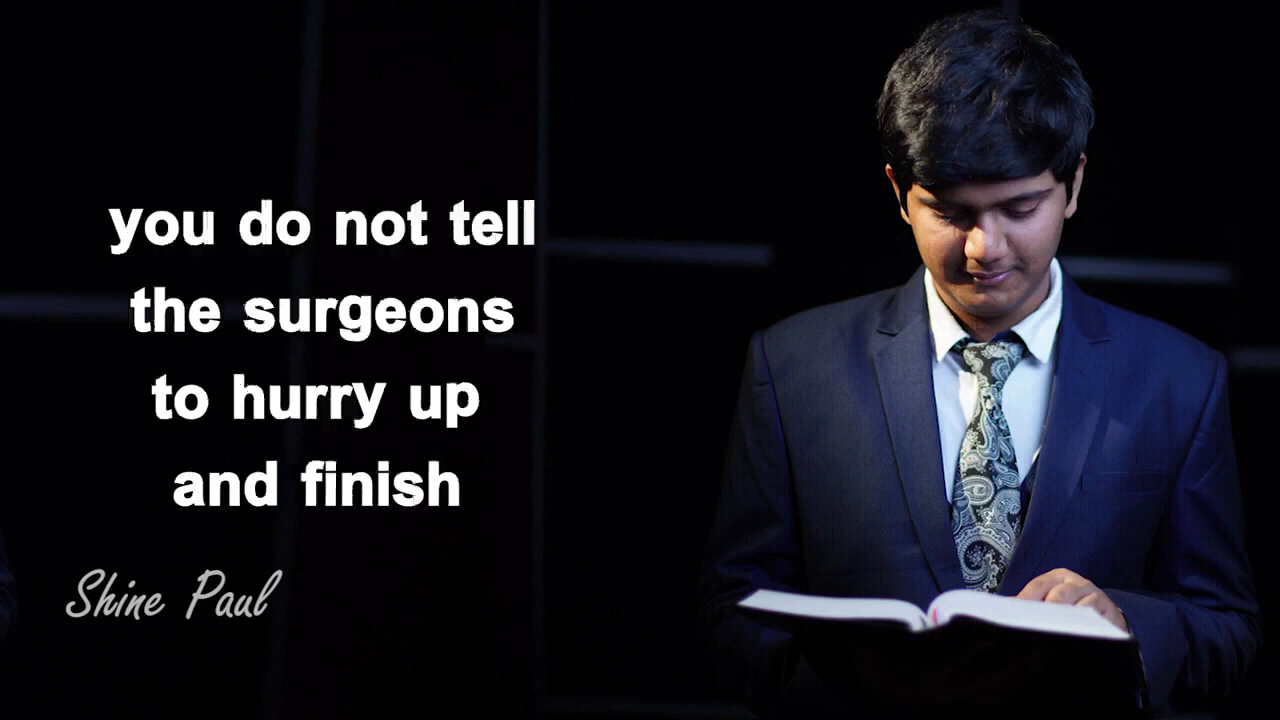 you do not tell
the surgeons
to hurry up
and finish
Shine Paul